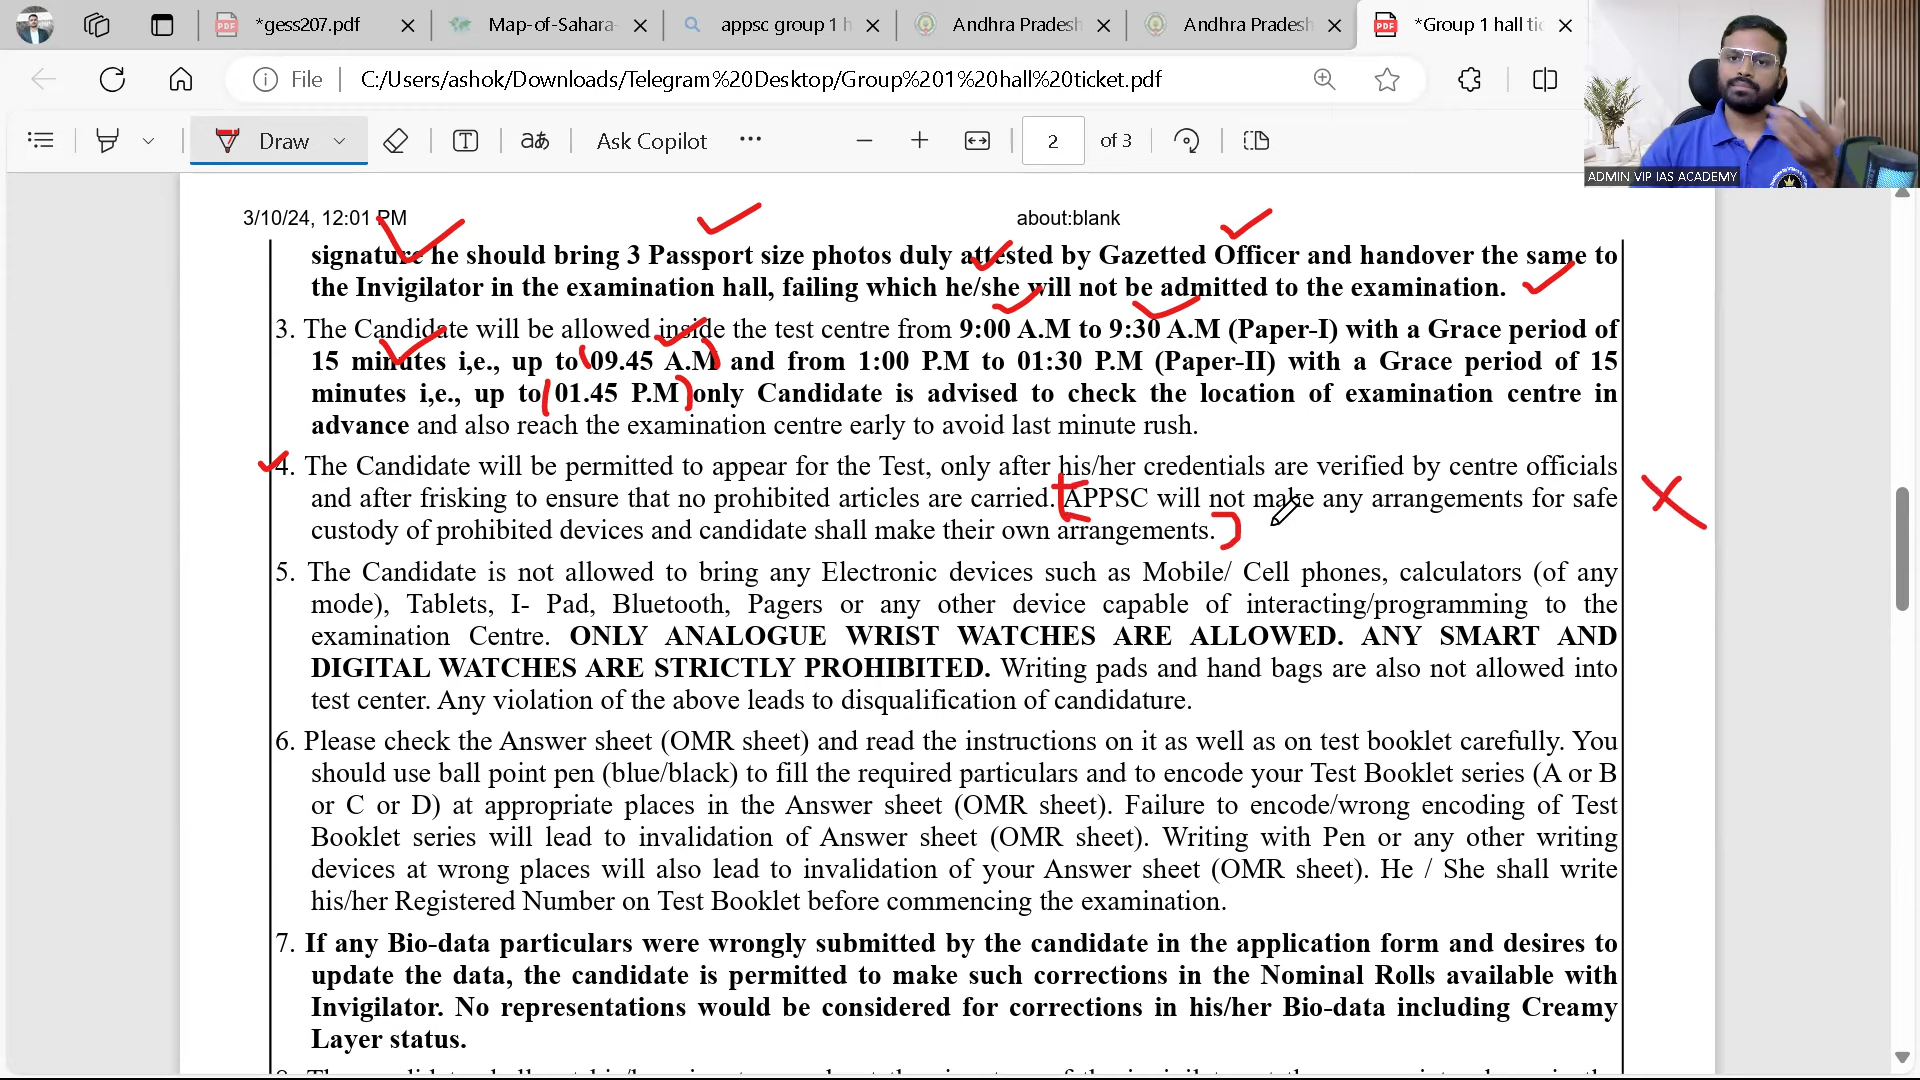 *gess207.pdf
Map-of-Sahara-
appsc group 1 h
Andhra Pradesh
Andhra Pradesh
*Group 1 hall tic
File
C:/Users/ashok/Downloads/Telegram%20Desktop/Group%201%20hall%20ticket.pdf
Draw
aあ
Ask Copilot
2
of 3
ADMIN VIP IAS ACADEMY
3/10/24, 12:01 PM
about:blank
signature he should bring 3 Passport size photos duly attested by Gazetted Officer and handover the same to
the Invigilator in the examination hall, failing which he/she will not be admitted to the examination.
3. The Candidate will be allowed inside the test centre from 9:00 A.M to 9:30 A.M (Paper-I) with a Grace period of
15 minutes i,e., up to 09.45 A.M and from 1:00 P.M to 01:30 P.M (Paper-II) with a Grace period of 15
minutes i,e., up to 01.45 P.M only Candidate is advised to check the location of examination centre in
advance and also reach the examination centre early to avoid last minute rush.
4. The Candidate will be permitted to appear for the Test, only after his/her credentials are verified by centre officials
and after frisking to ensure that no prohibited articles are carried. APPSC will not make any arrangements for safe
custody of prohibited devices and candidate shall make their own arrangements.
5. The Candidate is not allowed to bring any Electronic devices such as Mobile/ Cell phones, calculators (of any
mode), Tablets, I- Pad, Bluetooth, Pagers or any other device capable of interacting/programming to the
examination Centre. ONLY ANALOGUE WRIST WATCHES ARE ALLOWED. ANY SMART AND
DIGITAL WATCHES ARE STRICTLY PROHIBITED. Writing pads and hand bags are also not allowed into
test center. Any violation of the above leads to disqualification of candidature.
6. Please check the Answer sheet (OMR sheet) and read the instructions on it as well as on test booklet carefully. You
should use ball point pen (blue/black) to fill the required particulars and to encode your Test Booklet series (A or B
or C or D) at appropriate places in the Answer sheet (OMR sheet). Failure to encode/wrong encoding of Test
Booklet series will lead to invalidation of Answer sheet (OMR sheet). Writing with Pen or any other writing
devices at wrong places will also lead to invalidation of your Answer sheet (OMR sheet). He / She shall write
his/her Registered Number on Test Booklet before commencing the examination.
7. If any Bio-data particulars were wrongly submitted by the candidate in the application form and desires to
update the data, the candidate is permitted to make such corrections in the Nominal Rolls available with
Invigilator. No representations would be considered for corrections in his/her Bio-data including Creamy
Layer status.